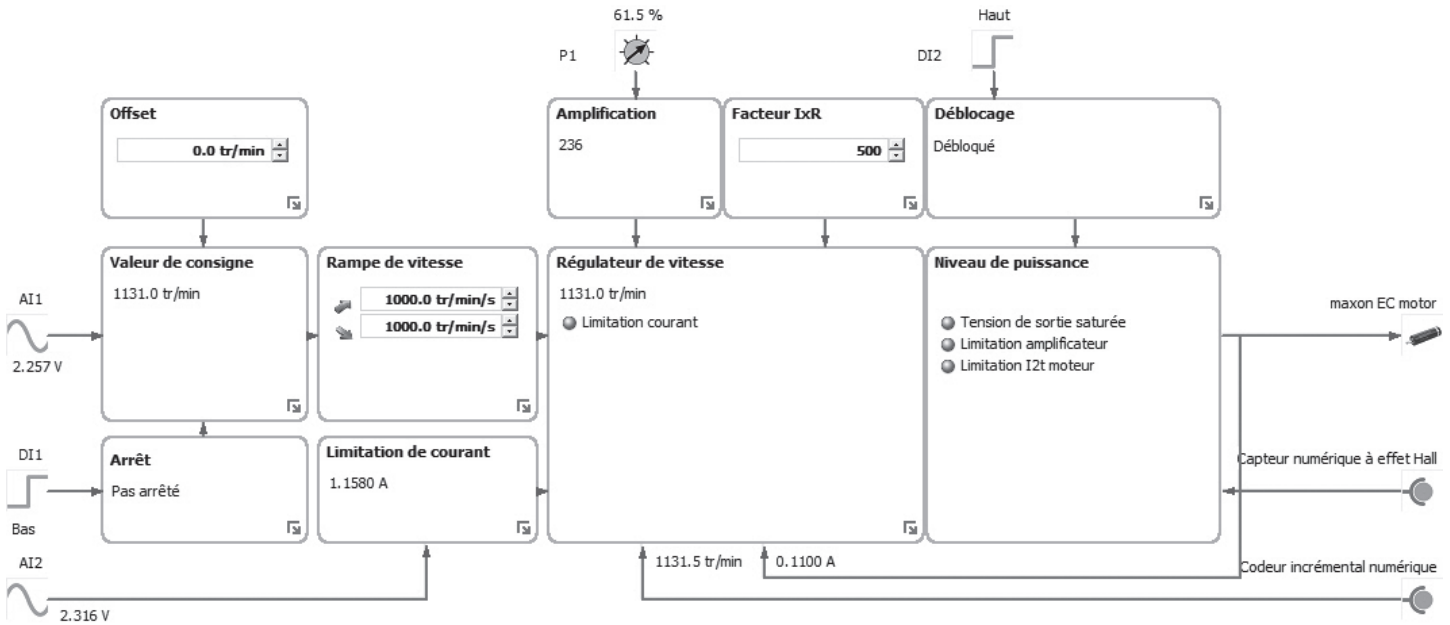 61.5 %
Haut
P1
DI2
Offset
0.0 tr/min
Amplification
236
Facteur IxR
500
Déblocage
Débloqué
Valeur de consigne
1131.0 tr/min
Rampe de vitesse
1000.0 tr/min/s
1000.0 tr/min/s
Régulateur de vitesse
1131.0 tr/min
Limitation courant
Niveau de puissance
Tension de sortie saturée
Limitation amplificateur
Limitation I2t moteur
AI1
2.257 V
maxon EC motor
DI1
Bas
Arrêt
Pas arrêté
Limitation de courant
1.1580 A
Capteur numérique à effet Hall
AI2
2.316 V
1131.5 tr/min
0.1100 A
Codeur incrémental numérique